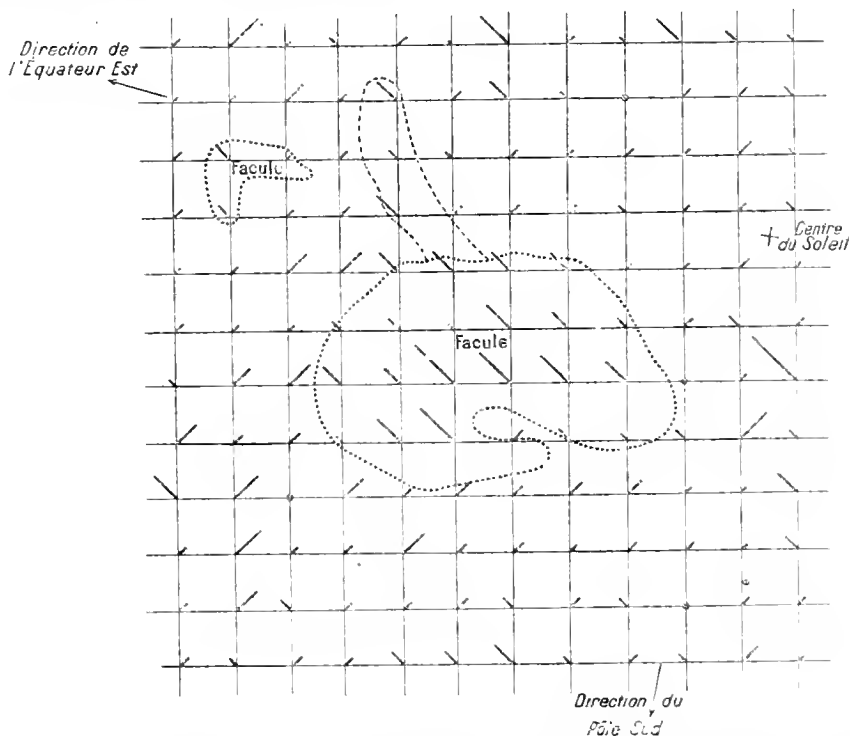 Direction de
l'Équateur Est
Facule
Centre
du Soleil
Facule
Direction du
Pôle Sud